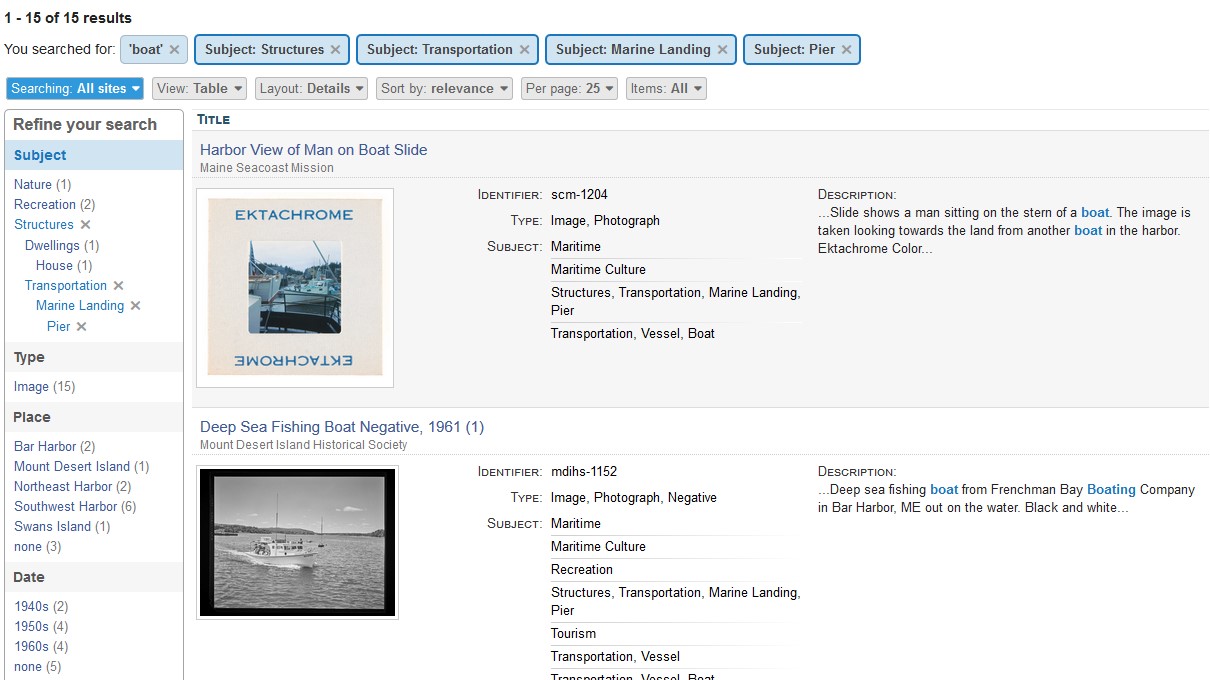 1 - 15 of 15 results
You searched for: 'boat' ✕ Subject: Structures ✕ Subject: Transportation ✕ Subject: Marine Landing ✕ Subject: Pier ✕
Searching: All sites ▾ View: Table ▾ Layout: Details ▾ Sort by: relevance ▾ Per page: 25 ▾ Items: All ▾
Refine your search
Subject
Nature (1)
Recreation (2)
Structures ✕
Dwellings (1)
House (1)
Transportation ✕
Marine Landing ✕
Pier ✕
Type
Image (15)
Place
Bar Harbor (2)
Mount Desert Island (1)
Northeast Harbor (2)
Southwest Harbor (6)
Swans Island (1)
none (3)
Date
1940s (2)
1950s (4)
1960s (4)
none (5)
TITLE
Harbor View of Man on Boat Slide
Maine Seacoast Mission
EKTACHROME
EKTACHROME
IDENTIFIER: scm-1204
TYPE: Image, Photograph
SUBJECT: Maritime
Maritime Culture
Structures, Transportation, Marine Landing,
Pier
Transportation, Vessel, Boat
DESCRIPTION:
...Slide shows a man sitting on the stern of a boat. The image is
taken looking towards the land from another boat in the harbor.
Ektachrome Color...
Deep Sea Fishing Boat Negative, 1961 (1)
Mount Desert Island Historical Society
IDENTIFIER: mdihs-1152
TYPE: Image, Photograph, Negative
SUBJECT: Maritime
Maritime Culture
Recreation
Structures, Transportation, Marine Landing,
Pier
Tourism
Transportation, Vessel
Transportation, Vessel, Boat
DESCRIPTION:
...Deep sea fishing boat from Frenchman Bay Boating Company
in Bar Harbor, ME out on the water. Black and white...